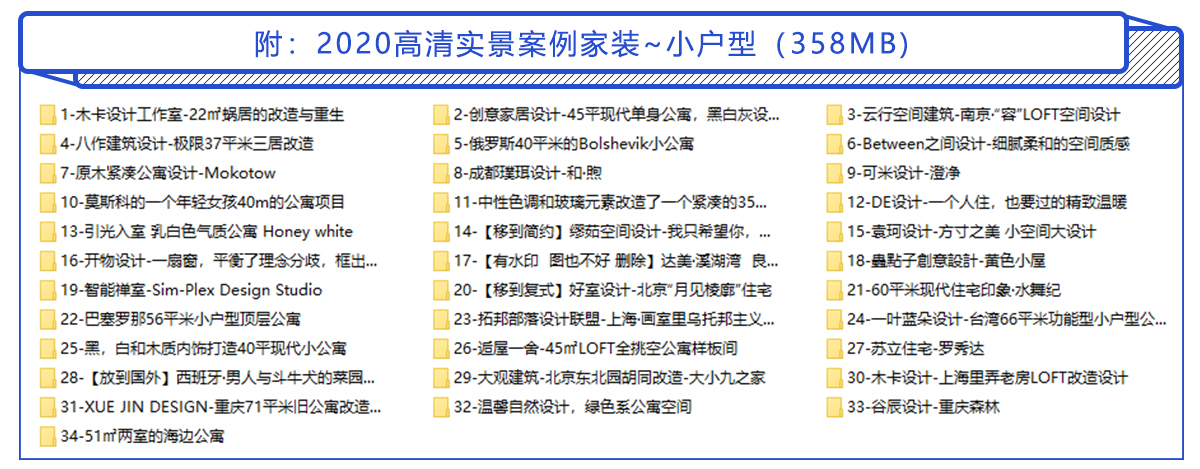 附：2020高清实景案例家装~小户型（358MB）
1-木卡设计工作室-22㎡蜗居的改造与重生
2-创意家居设计-45平现代单身公寓，黑白灰设...
3-云行空间建筑-南京·“容”LOFT空间设计
4-八作建筑设计-极限37平米三居改造
5-俄罗斯40平米的Bolshevik小公寓
6-Between之间设计-细腻柔和的空间质感
7-原木紧凑公寓设计-Mokotow
8-成都璞珥设计-和·煦
9-可米设计-澄净
10-莫斯科的一个年轻女孩40m的公寓项目
11-中性色调和玻璃元素改造了一个紧凑的35...
12-DE设计-一个人住，也要过的精致温暖
13-引光入室 乳白色气质公寓 Honey white
14-【移到简约】缪茹空间设计-我只希望你，...
15-袁珂设计-方寸之美 小空间大设计
16-开物设计-一扇窗，平衡了理念分歧，框出...
17-【有水印  图也不好 删除】达美·溪湖湾  良...
18-蟲點子創意設計-黄色小屋
19-智能禅室-Sim-Plex Design Studio
20-【移到复式】好室设计-北京“月见棱廓”住宅
21-60平米现代住宅印象·水舞纪
22-巴塞罗那56平米小户型顶层公寓
23-拓邦部落设计联盟-上海·画室里乌托邦主义...
24-一叶蓝朵设计-台湾66平米功能型小户型公...
25-黑，白和木质内饰打造40平现代小公寓
26-逅屋一舍-45㎡LOFT全挑空公寓样板间
27-苏立住宅-罗秀达
28-【放到国外】西班牙·男人与斗牛犬的菜园...
29-大观建筑-北京东北园胡同改造-大小九之家
30-木卡设计-上海里弄老房LOFT改造设计
31-XUE JIN DESIGN-重庆71平米旧公寓改造...
32-温馨自然设计，绿色系公寓空间
33-谷辰设计-重庆森林
34-51㎡两室的海边公寓